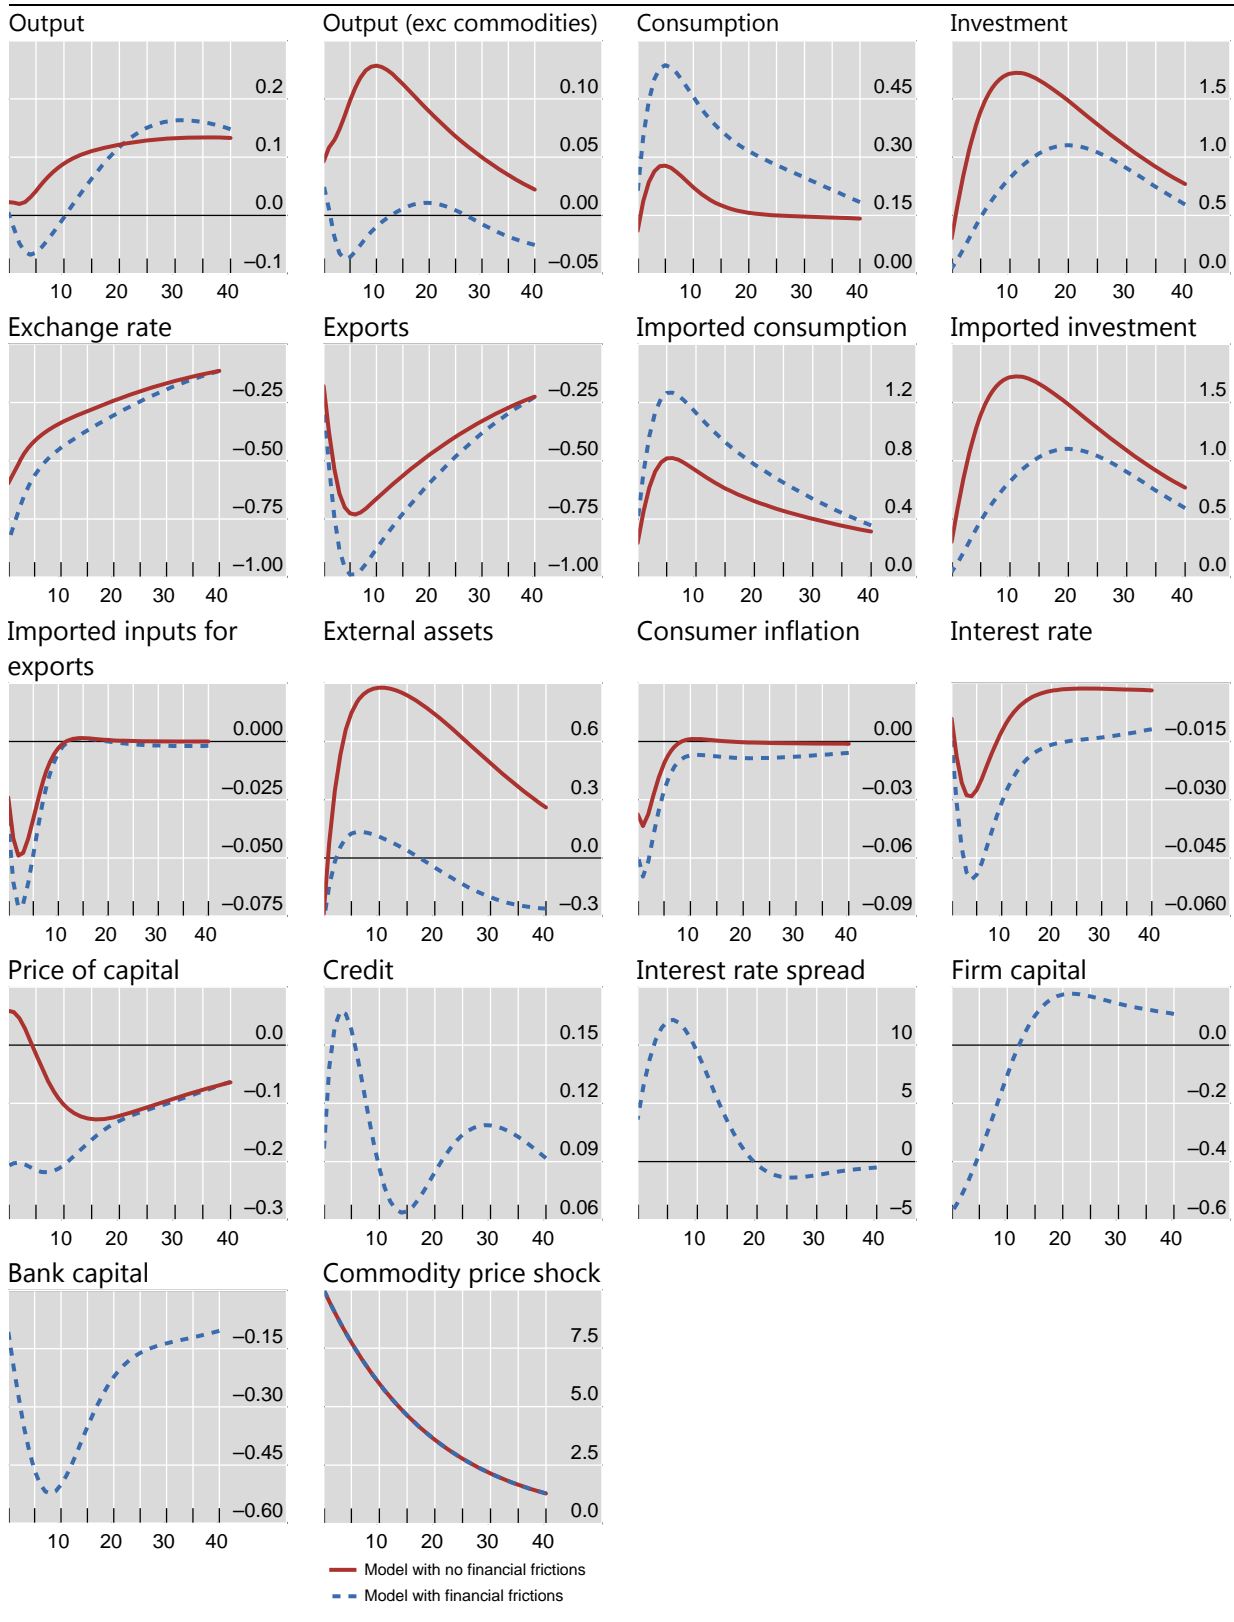 Output
Output (exc commodities)
Consumption
Investment
0.2
0.1
0.0
–0.1
10 20 30 40
0.10
0.05
0.00
–0.05
10 20 30 40
0.45
0.30
0.15
0.00
10 20 30 40
1.5
1.0
0.5
0.0
10 20 30 40
Exchange rate
Exports
Imported consumption
Imported investment
–0.25
–0.50
–0.75
–1.00
10 20 30 40
–0.25
–0.50
–0.75
–1.00
10 20 30 40
1.2
0.8
0.4
0.0
10 20 30 40
1.5
1.0
0.5
0.0
10 20 30 40
Imported inputs for
exports
External assets
Consumer inflation
Interest rate
0.000
–0.025
–0.050
–0.075
10 20 30 40
0.6
0.3
0.0
–0.3
10 20 30 40
0.00
–0.03
–0.06
–0.09
10 20 30 40
–0.015
–0.030
–0.045
–0.060
10 20 30 40
Price of capital
Credit
Interest rate spread
Firm capital
0.0
–0.1
–0.2
–0.3
10 20 30 40
0.15
0.12
0.09
0.06
10 20 30 40
10
5
0
–5
10 20 30 40
0.0
–0.2
–0.4
–0.6
10 20 30 40
Bank capital
Commodity price shock
–0.15
–0.30
–0.45
–0.60
10 20 30 40
7.5
5.0
2.5
0.0
10 20 30 40
Model with no financial frictions
Model with financial frictions